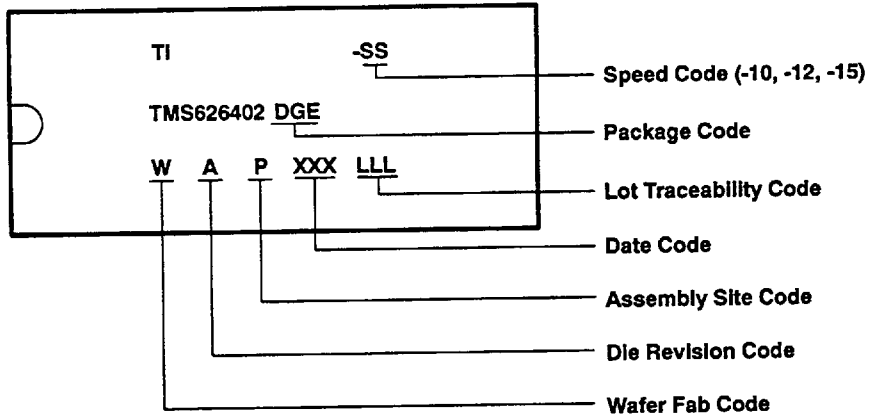 TI -SS
Speed Code (-10, -12, -15)
TMS626402 DGE
Package Code
W A P XXX LLL
Lot Traceability Code
Date Code
Assembly Site Code
Die Revision Code
Wafer Fab Code